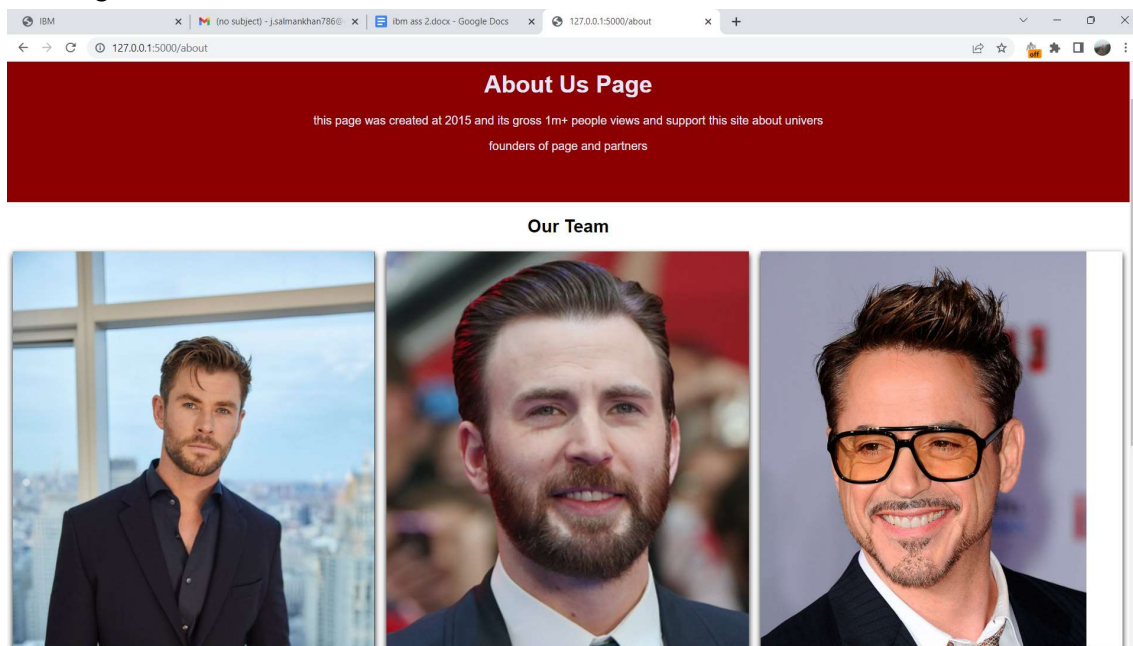 IBM
(no subject) - j.salmankhan786@
ibm ass 2.docx - Google Docs
127.0.0.1:5000/about
127.0.0.1:5000/about
off
About Us Page
this page was created at 2015 and its gross 1m+ people views and support this site about univers
founders of page and partners
Our Team